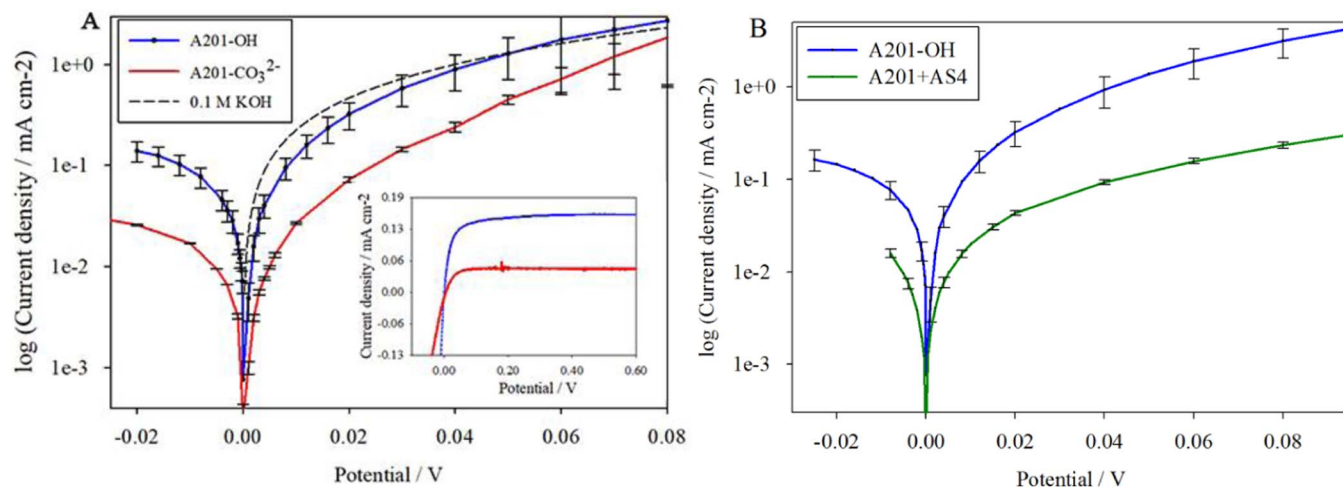 A
A201-OH
A201-CO₃²⁻
0.1 M KOH
log (Current density / mA cm-2)
1e+0
1e-1
1e-2
1e-3
-0.02
0.00
0.02
0.04
0.06
0.08
Potential / V
Current density / mA cm-2
0.19
0.13
0.06
0.00
-0.06
-0.13
0.00
0.20
0.40
0.60
Potential / V
B
A201-OH
A201+AS4
log (Current density / mA cm-2)
1e+0
1e-1
1e-2
1e-3
-0.02
0.00
0.02
0.04
0.06
0.08
Potential / V